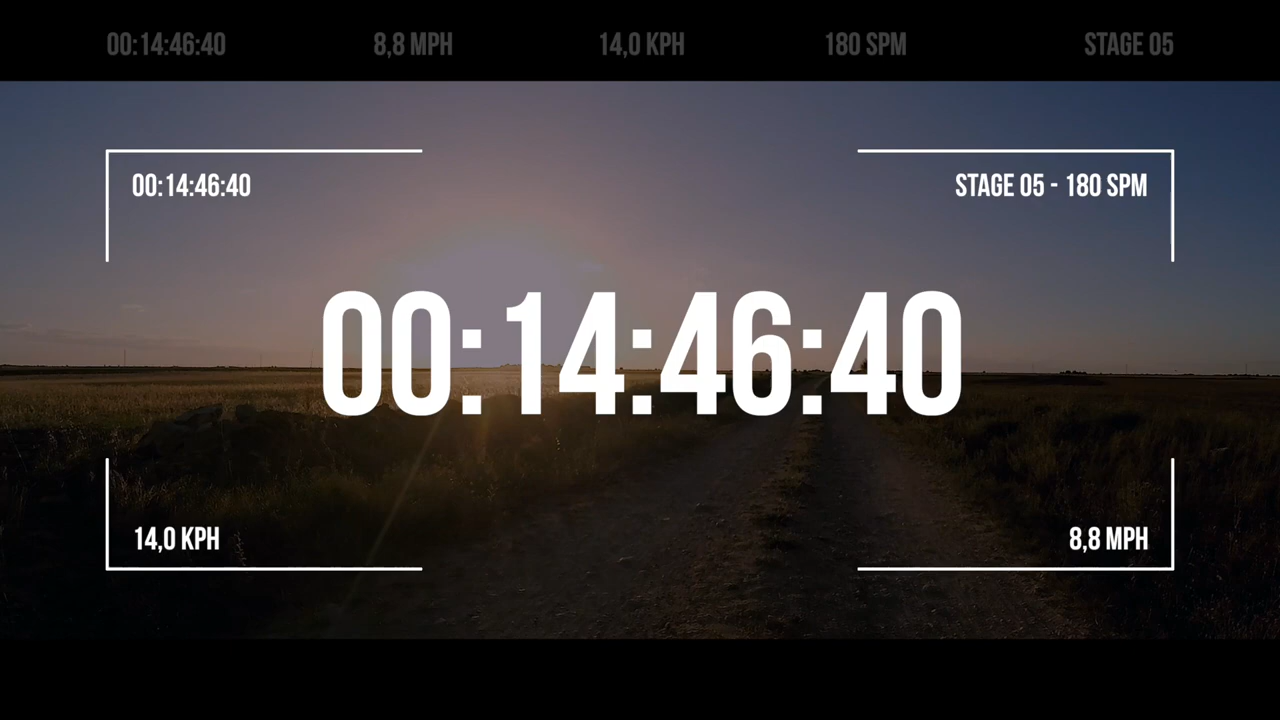 00:14:46:40 8,8 MPH 14,0 KPH 180 SPM STAGE 05
00:14:46:40 STAGE 05 - 180 SPM
00:14:46:40
14,0 KPH 8,8 MPH